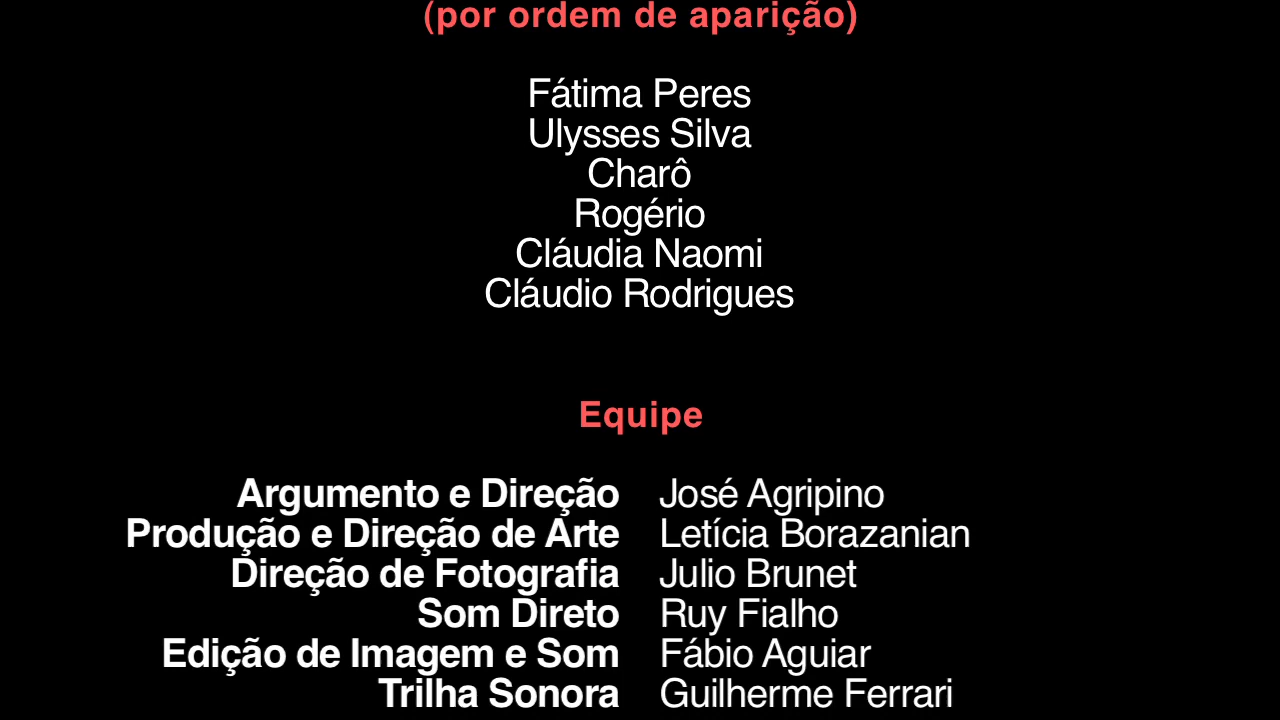 (por ordem de aparição)
Fátima Peres
Ulysses Silva
Charô
Rogério
Cláudia Naomi
Cláudio Rodrigues
Equipe
Argumento e Direção José Agripino
Produção e Direção de Arte Letícia Borazanian
Direção de Fotografia Julio Brunet
Som Direto Ruy Fialho
Edição de Imagem e Som Fábio Aguiar
Trilha Sonora Guilherme Ferrari